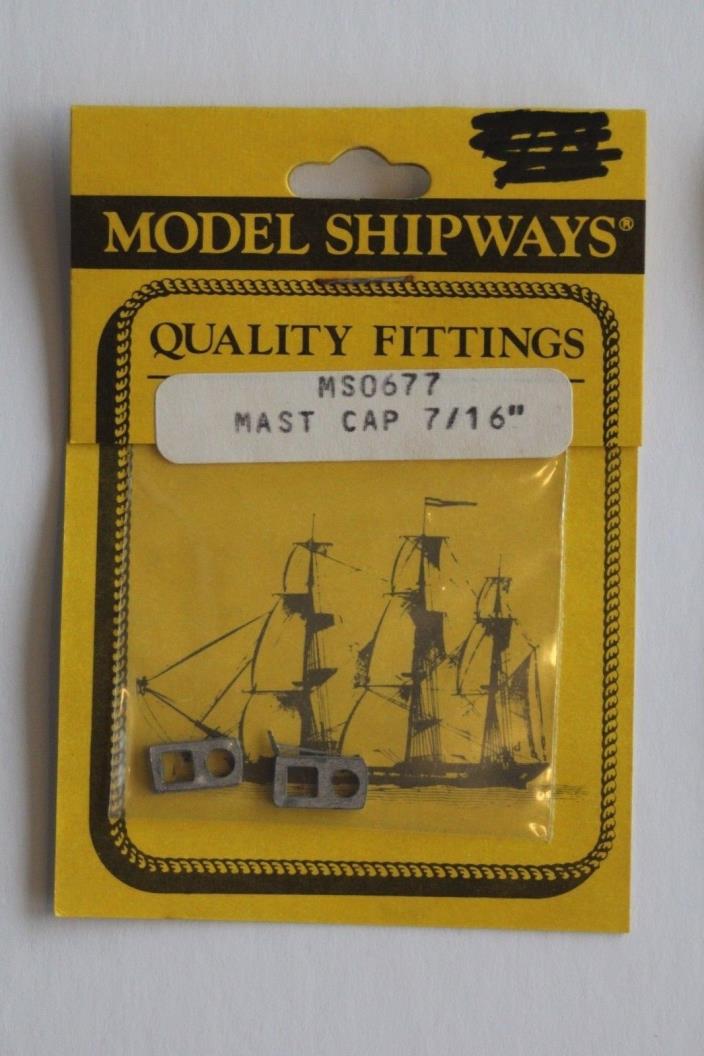 MODEL SHIPWAYS®
QUALITY FITTINGS
MS0677
MAST CAP 7/16"